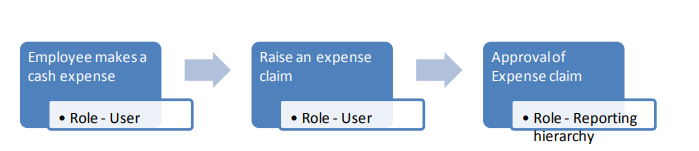 Employee makes a
cash expense
• Role - User
Raise an expense
claim
• Role - User
Approval of
Expense claim
• Role - Reporting
hierarchy